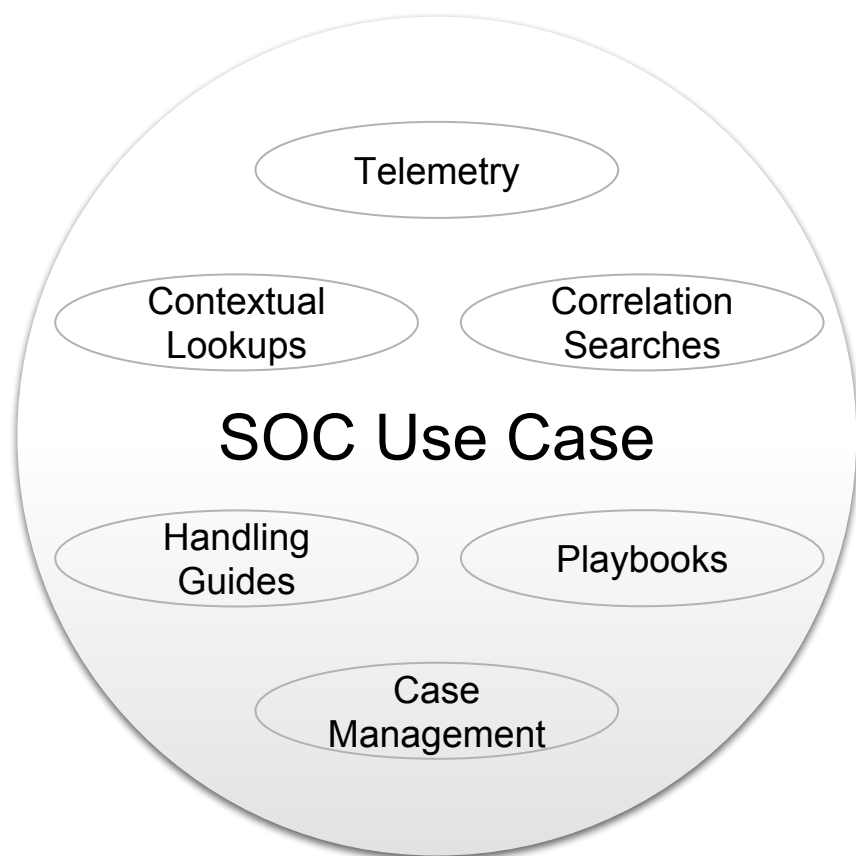 Telemetry
Contextual
Lookups
Correlation
Searches
SOC Use Case
Handling
Guides
Playbooks
Case
Management